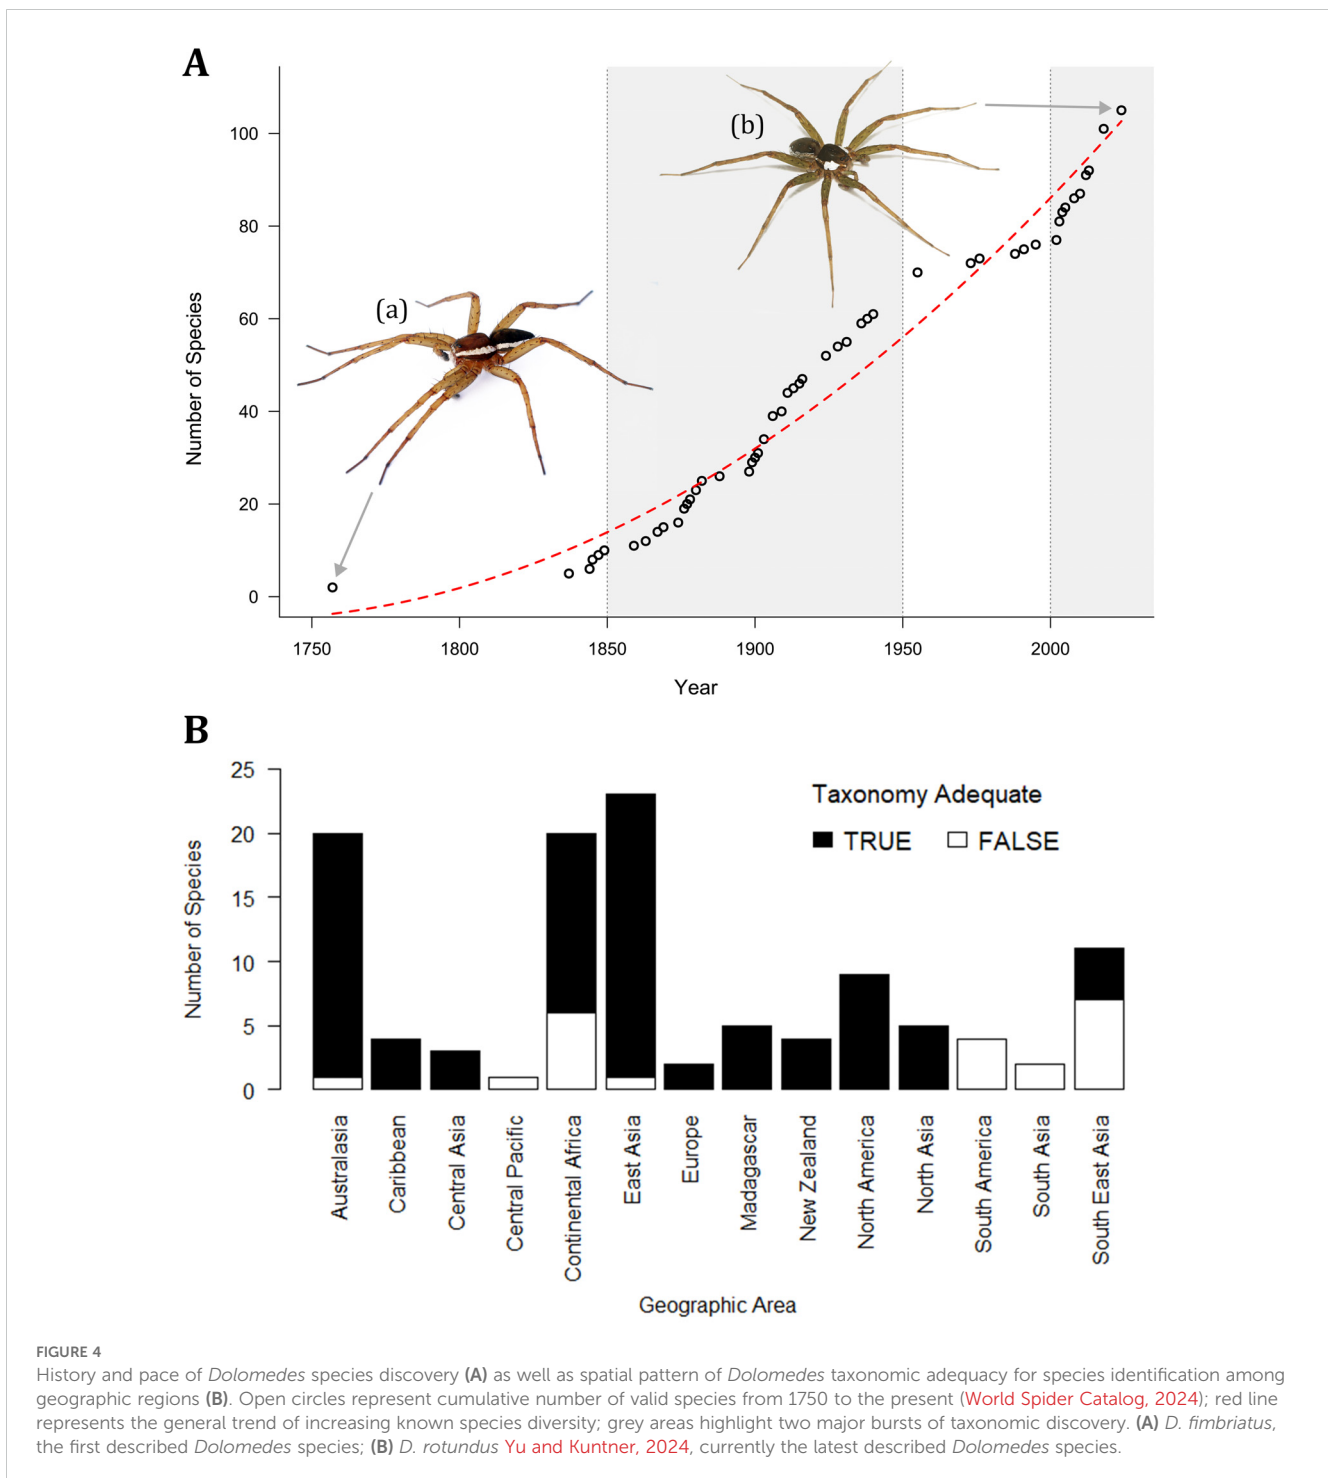 A
(a)
(b)
100
80
60
40
20
0
Number of Species
1750 1800 1850 1900 1950 2000
Year
B
25
20
15
10
5
0
Number of Species
Taxonomy Adequate
TRUE FALSE
Australasia
Caribbean
Central Asia
Central Pacific
Continental Africa
East Asia
Europe
Madagascar
New Zealand
North America
North Asia
South America
South Asia
South East Asia
Geographic Area
FIGURE 4
History and pace of Dolomedes species discovery (A) as well as spatial pattern of Dolomedes taxonomic adequacy for species identification among
geographic regions (B). Open circles represent cumulative number of valid species from 1750 to the present (World Spider Catalog, 2024); red line
represents the general trend of increasing known species diversity; grey areas highlight two major bursts of taxonomic discovery. (A) D. fimbriatus,
the first described Dolomedes species; (B) D. rotundus Yu and Kuntner, 2024, currently the latest described Dolomedes species.